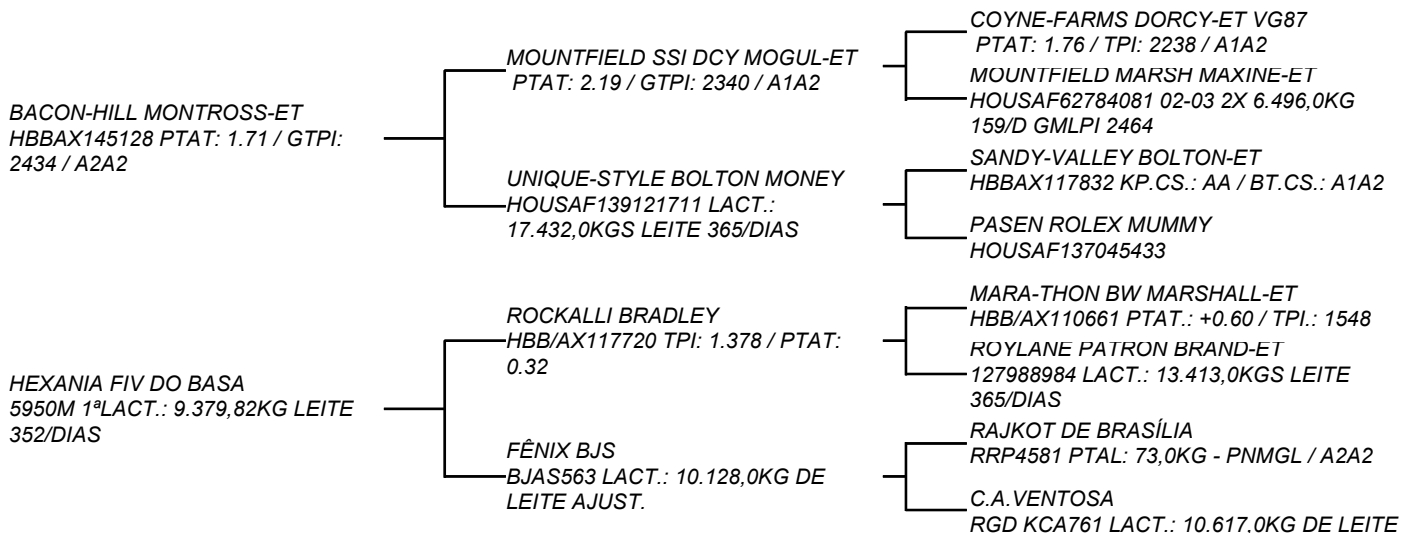 BACON-HILL MONTROSS-ET
HBBAX145128 PTAT: 1.71 / GTPI:
2434 / A2A2
HEXANIA FIV DO BASA
5950M 1ªLACT.: 9.379,82KG LEITE
352/DIAS
MOUNTFIELD SSI DCY MOGUL-ET
PTAT: 2.19 / GTPI: 2340 / A1A2
UNIQUE-STYLE BOLTON MONEY
HOUSAF139121711 LACT.:
17.432,0KGS LEITE 365/DIAS
ROCKALLI BRADLEY
HBB/AX117720 TPI: 1.378 / PTAT:
0.32
FÊNIX BJS
BJAS563 LACT.: 10.128,0KG DE
LEITE AJUST.
COYNE-FARMS DORCY-ET VG87
PTAT: 1.76 / TPI: 2238 / A1A2
MOUNTFIELD MARSH MAXINE-ET
HOUSAF62784081 02-03 2X 6.496,0KG
159/D GMLPI 2464
SANDY-VALLEY BOLTON-ET
HBBAX117832 KP.CS.: AA / BT.CS.: A1A2
PASEN ROLEX MUMMY
HOUSAF137045433
MARA-THON BW MARSHALL-ET
HBB/AX110661 PTAT.: +0.60 / TPI.: 1548
ROYLANE PATRON BRAND-ET
127988984 LACT.: 13.413,0KGS LEITE
365/DIAS
RAJKOT DE BRASÍLIA
RRP4581 PTAL: 73,0KG - PNMGL / A2A2
C.A.VENTOSA
RGD KCA761 LACT.: 10.617,0KG DE LEITE